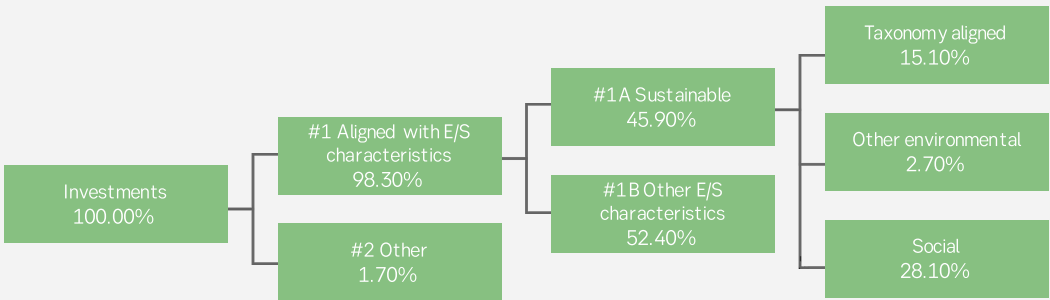 Investments
100.00%
#1 Aligned with E/S
characteristics
98.30%
#2 Other
1.70%
#1A Sustainable
45.90%
#1B Other E/S
characteristics
52.40%
Taxonomy aligned
15.10%
Other environmental
2.70%
Social
28.10%